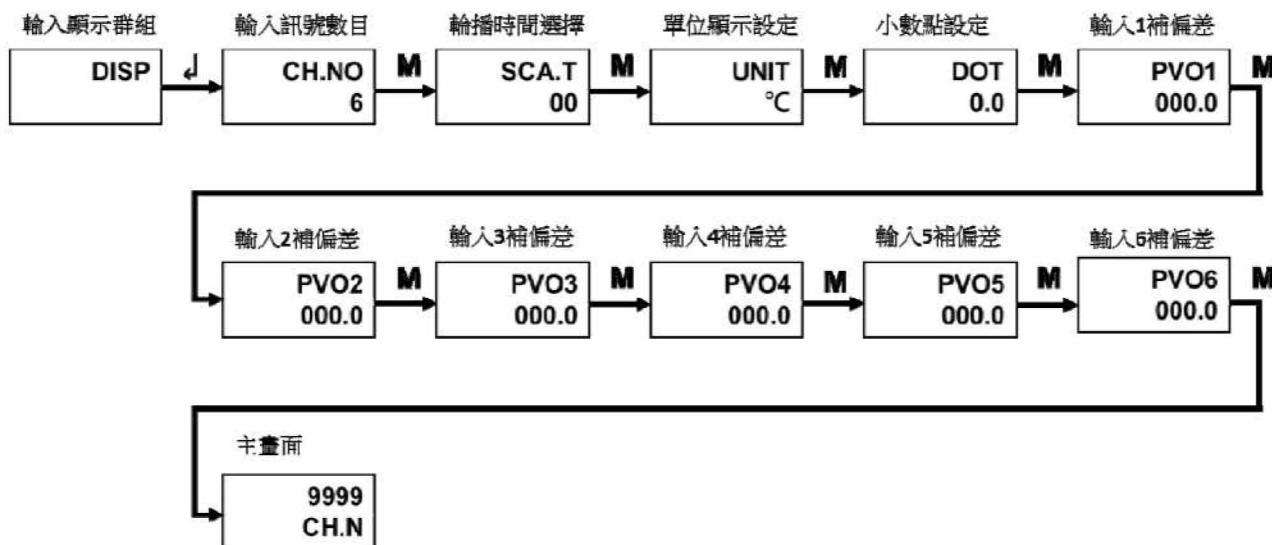 輸入顯示群組 輸入訊號數目 輪播時間選擇 單位顯示設定 小數點設定 輸入1補偏差
DISP ↲ CH.NO M SCA.T M UNIT M DOT M PVO1 M
6 00 ℃ 0.0 000.0
輸入2補偏差 輸入3補偏差 輸入4補偏差 輸入5補偏差 輸入6補偏差
PVO2 M PVO3 M PVO4 M PVO5 M PVO6 M
000.0 000.0 000.0 000.0 000.0
主畫面
9999
CH.N